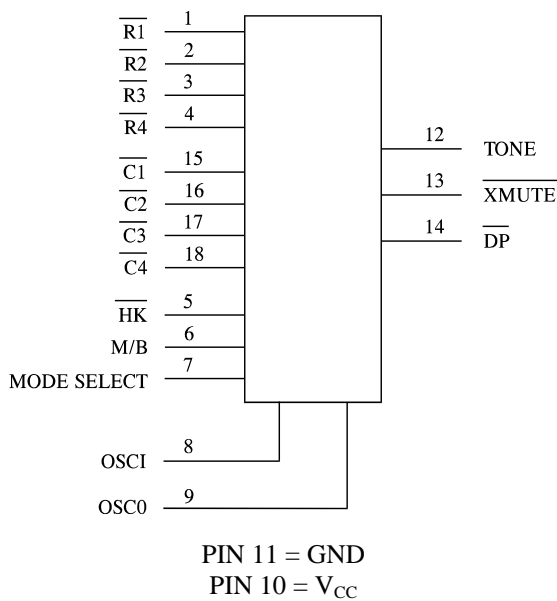 R1 1
R2 2
R3 3
R4 4
C1 15
C2 16
C3 17
C4 18
HK 5
M/B 6
MODE SELECT 7
OSCI 8
OSC0 9
12 TONE
13 XMUTE
14 DP
PIN 11 = GND
PIN 10 = VCC